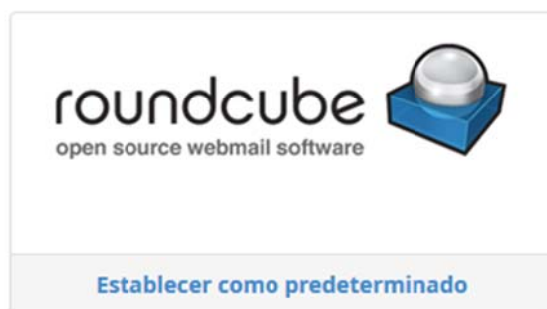 roundcube
open source webmail software
Establecer como predeterminado